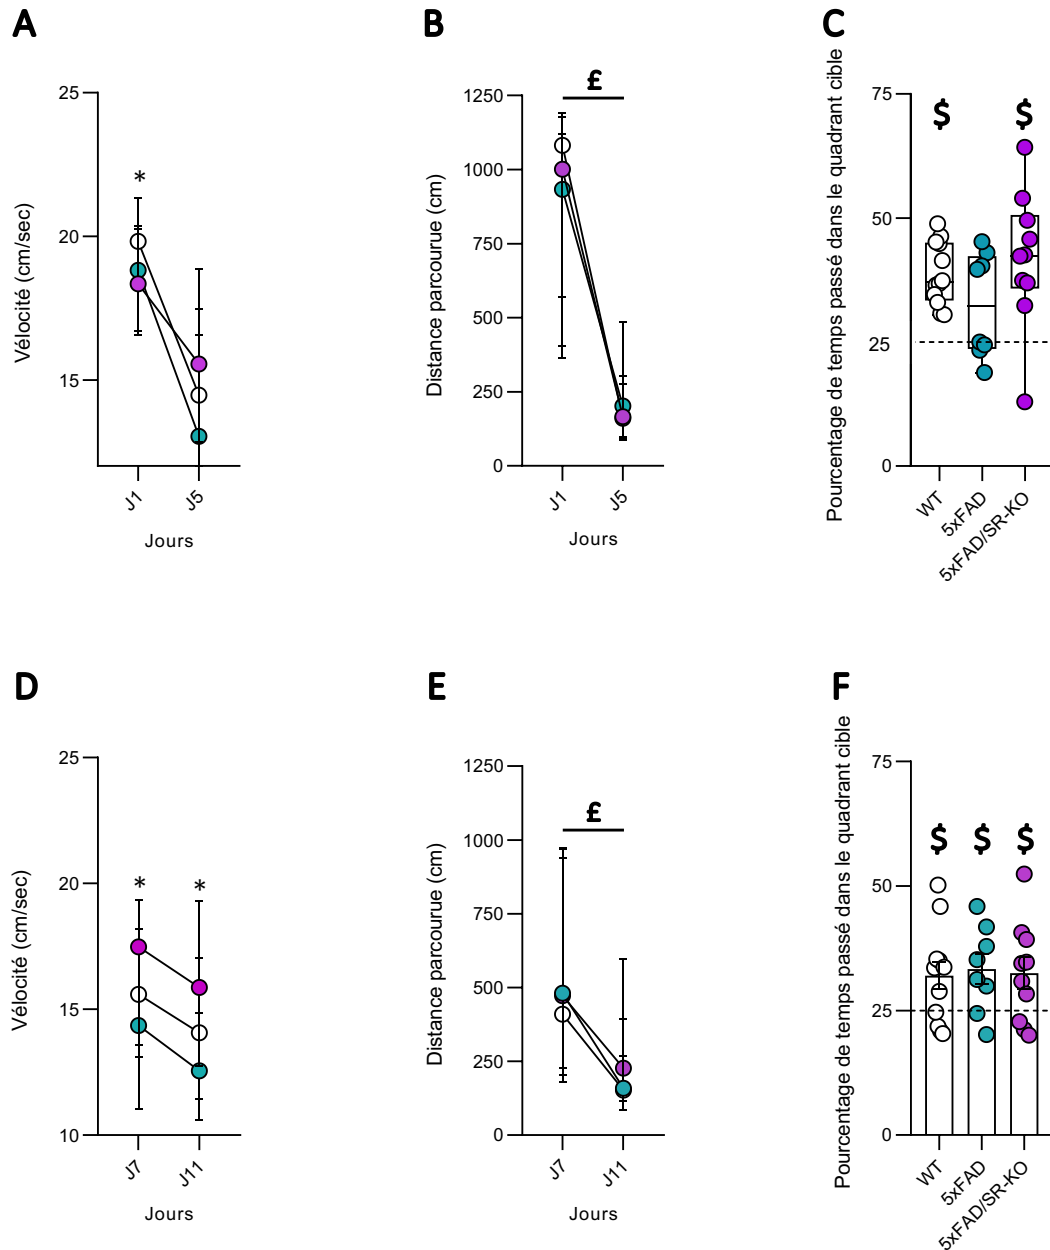 A
Vélocité (cm/sec)
25
20
15
*
J1
J5
Jours
B
Distance parcourue (cm)
1250
1000
750
500
250
0
£
J1
J5
Jours
C
Pourcentage de temps passé dans le quadrant cible
75
50
25
0
$
$
WT
5xFAD
5xFAD/SR-KO
D
Vélocité (cm/sec)
25
20
15
10
*
*
J7
J11
Jours
E
Distance parcourue (cm)
1250
1000
750
500
250
0
£
J7
J11
Jours
F
Pourcentage de temps passé dans le quadrant cible
75
50
25
0
$
$
$
WT
5xFAD
5xFAD/SR-KO